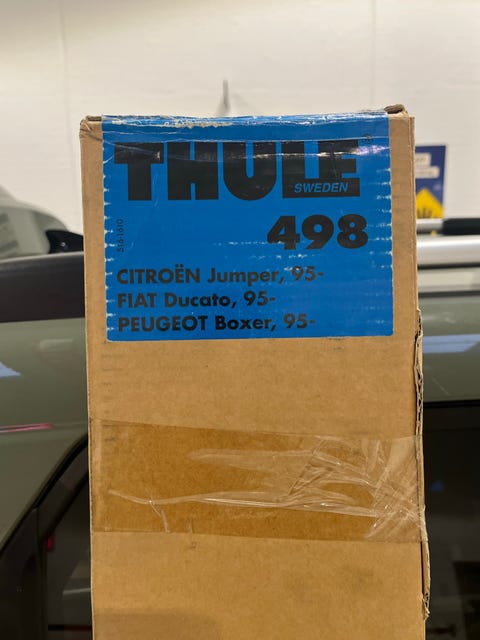 THULE
SWEDEN
498
CITROËN Jumper, 95-
FIAT Ducato, 95-
PEUGEOT Boxer, 95-